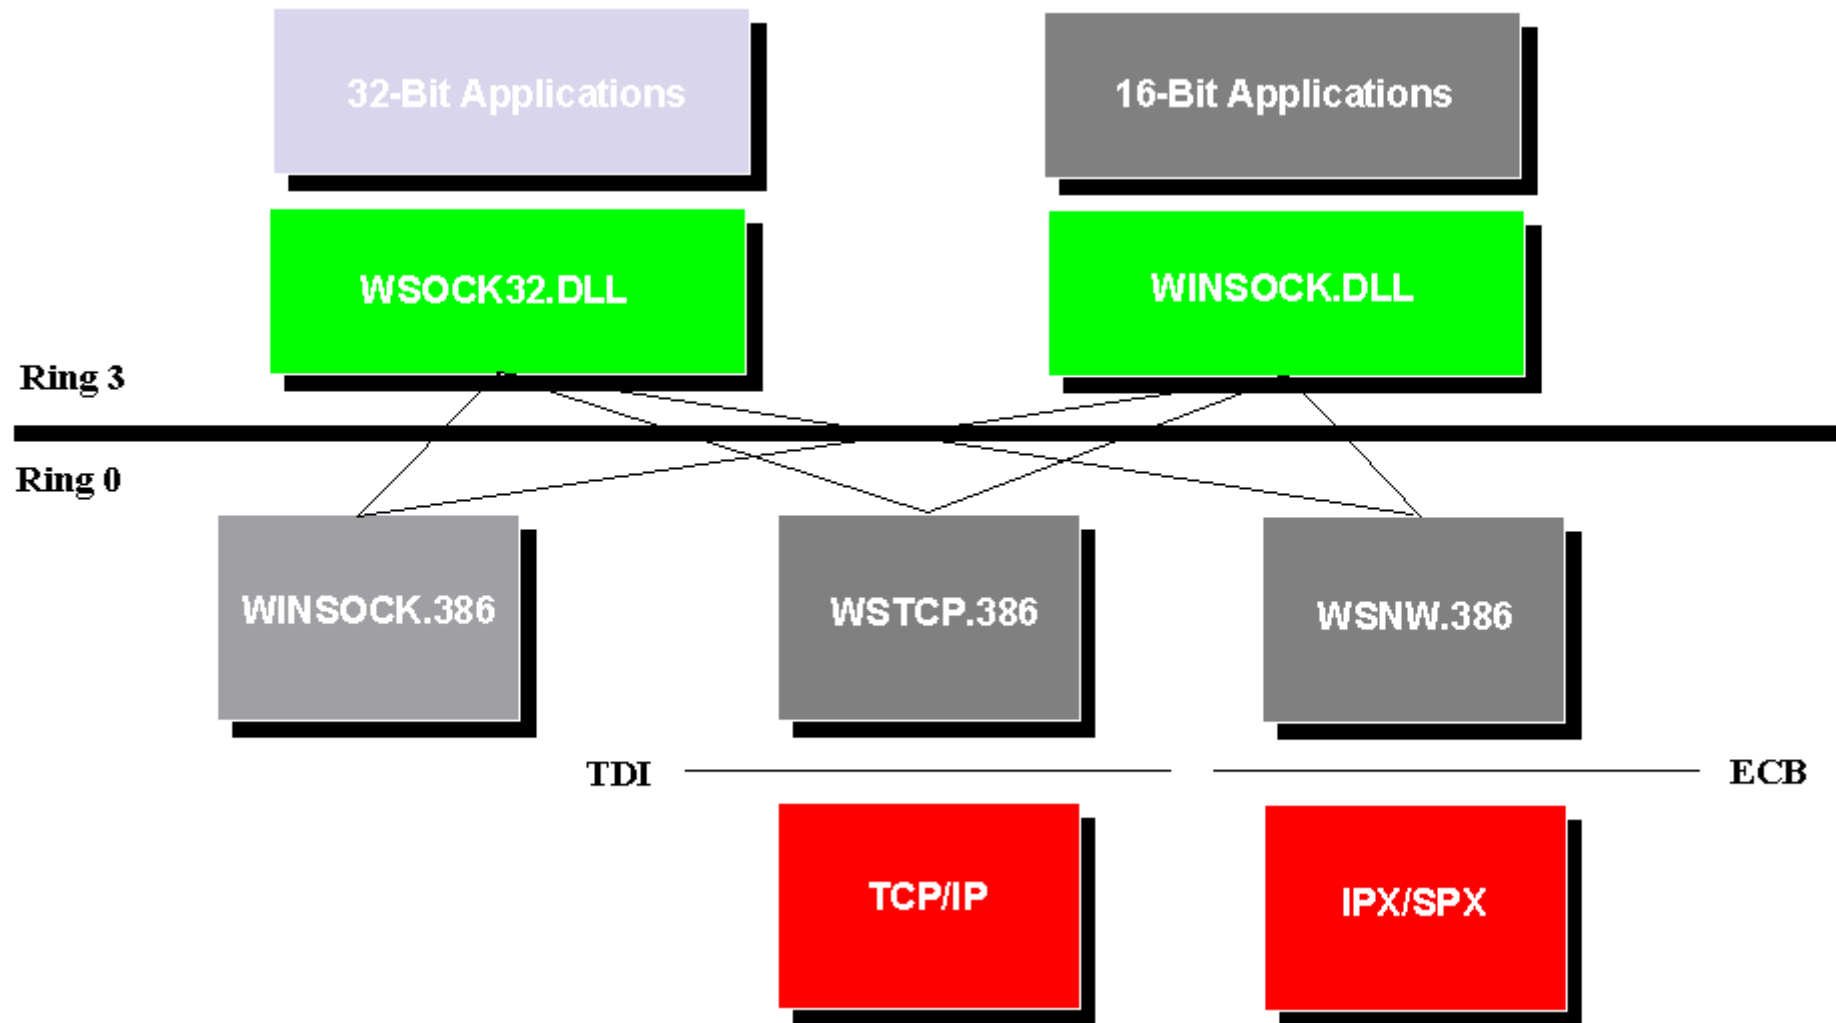 32-Bit Applications
16-Bit Applications
WSOCK32.DLL
WINSOCK.DLL
Ring 3
Ring 0
WINSOCK.386
WSTCP.386
WSNW.386
TDI
ECB
TCP/IP
IPX/SPX